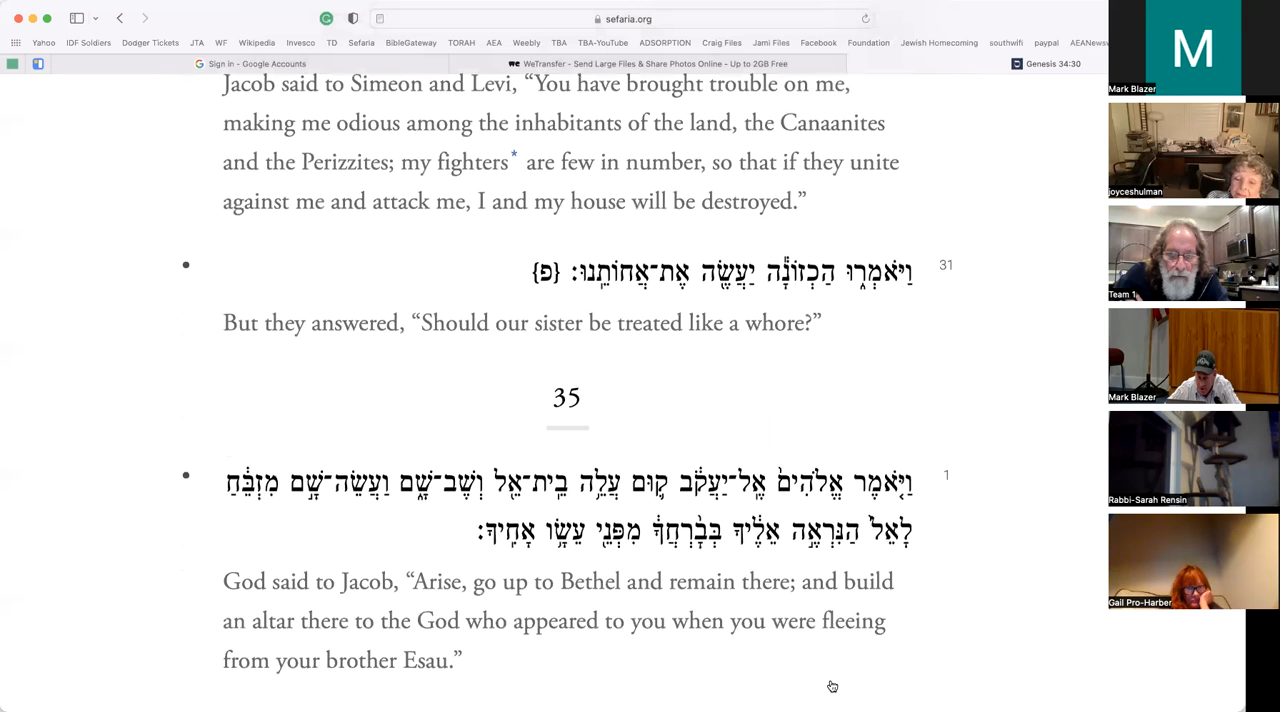 sefaria.org
Yahoo IDF Soldiers Dodger Tickets JTA WF Wikipedia Invesco TD Sefaria BibleGateway TORAH AEA Weebly TBA TBA-YouTube ADSORPTION Craig Files Jami Files Facebook Foundation Jewish Homecoming southwifi paypal AEANewsw
Sign in - Google Accounts WeTransfer - Send Large Files & Share Photos Online - Up to 2GB Free Genesis 34:30
Jacob said to Simeon and Levi, “You have brought trouble on me,
making me odious among the inhabitants of the land, the Canaanites
and the Perizzites; my fighters* are few in number, so that if they unite
against me and attack me, I and my house will be destroyed.”
31
וַיֹּאמְר֑וּ הַכְזוֹנָ֕ה יַעֲשֶׂ֖ה אֶת־אֲחוֹתֵֽנוּ׃ {פ}
But they answered, “Should our sister be treated like a whore?”
35
1
וַיֹּ֤אמֶר אֱלֹהִים֙ אֶֽל־יַעֲקֹ֔ב ק֛וּם עֲלֵ֥ה בֵֽית־אֵ֖ל וְשֶׁב־שָׁ֑ם וַעֲשֵׂה־שָׁ֣ם מִזְבֵּ֔חַ
לָאֵל֙ הַנִּרְאֶ֣ה אֵלֶ֔יךָ בְּבׇ֨רְחֲךָ֔ מִפְּנֵ֖י עֵשָׂ֥ו אָחִֽיךָ׃
God said to Jacob, “Arise, go up to Bethel and remain there; and build
an altar there to the God who appeared to you when you were fleeing
from your brother Esau.”
M
Mark Blazer
joyceshulman
Team 1
Mark Blazer
Rabbi-Sarah Rensin
Gail Pro-Harber